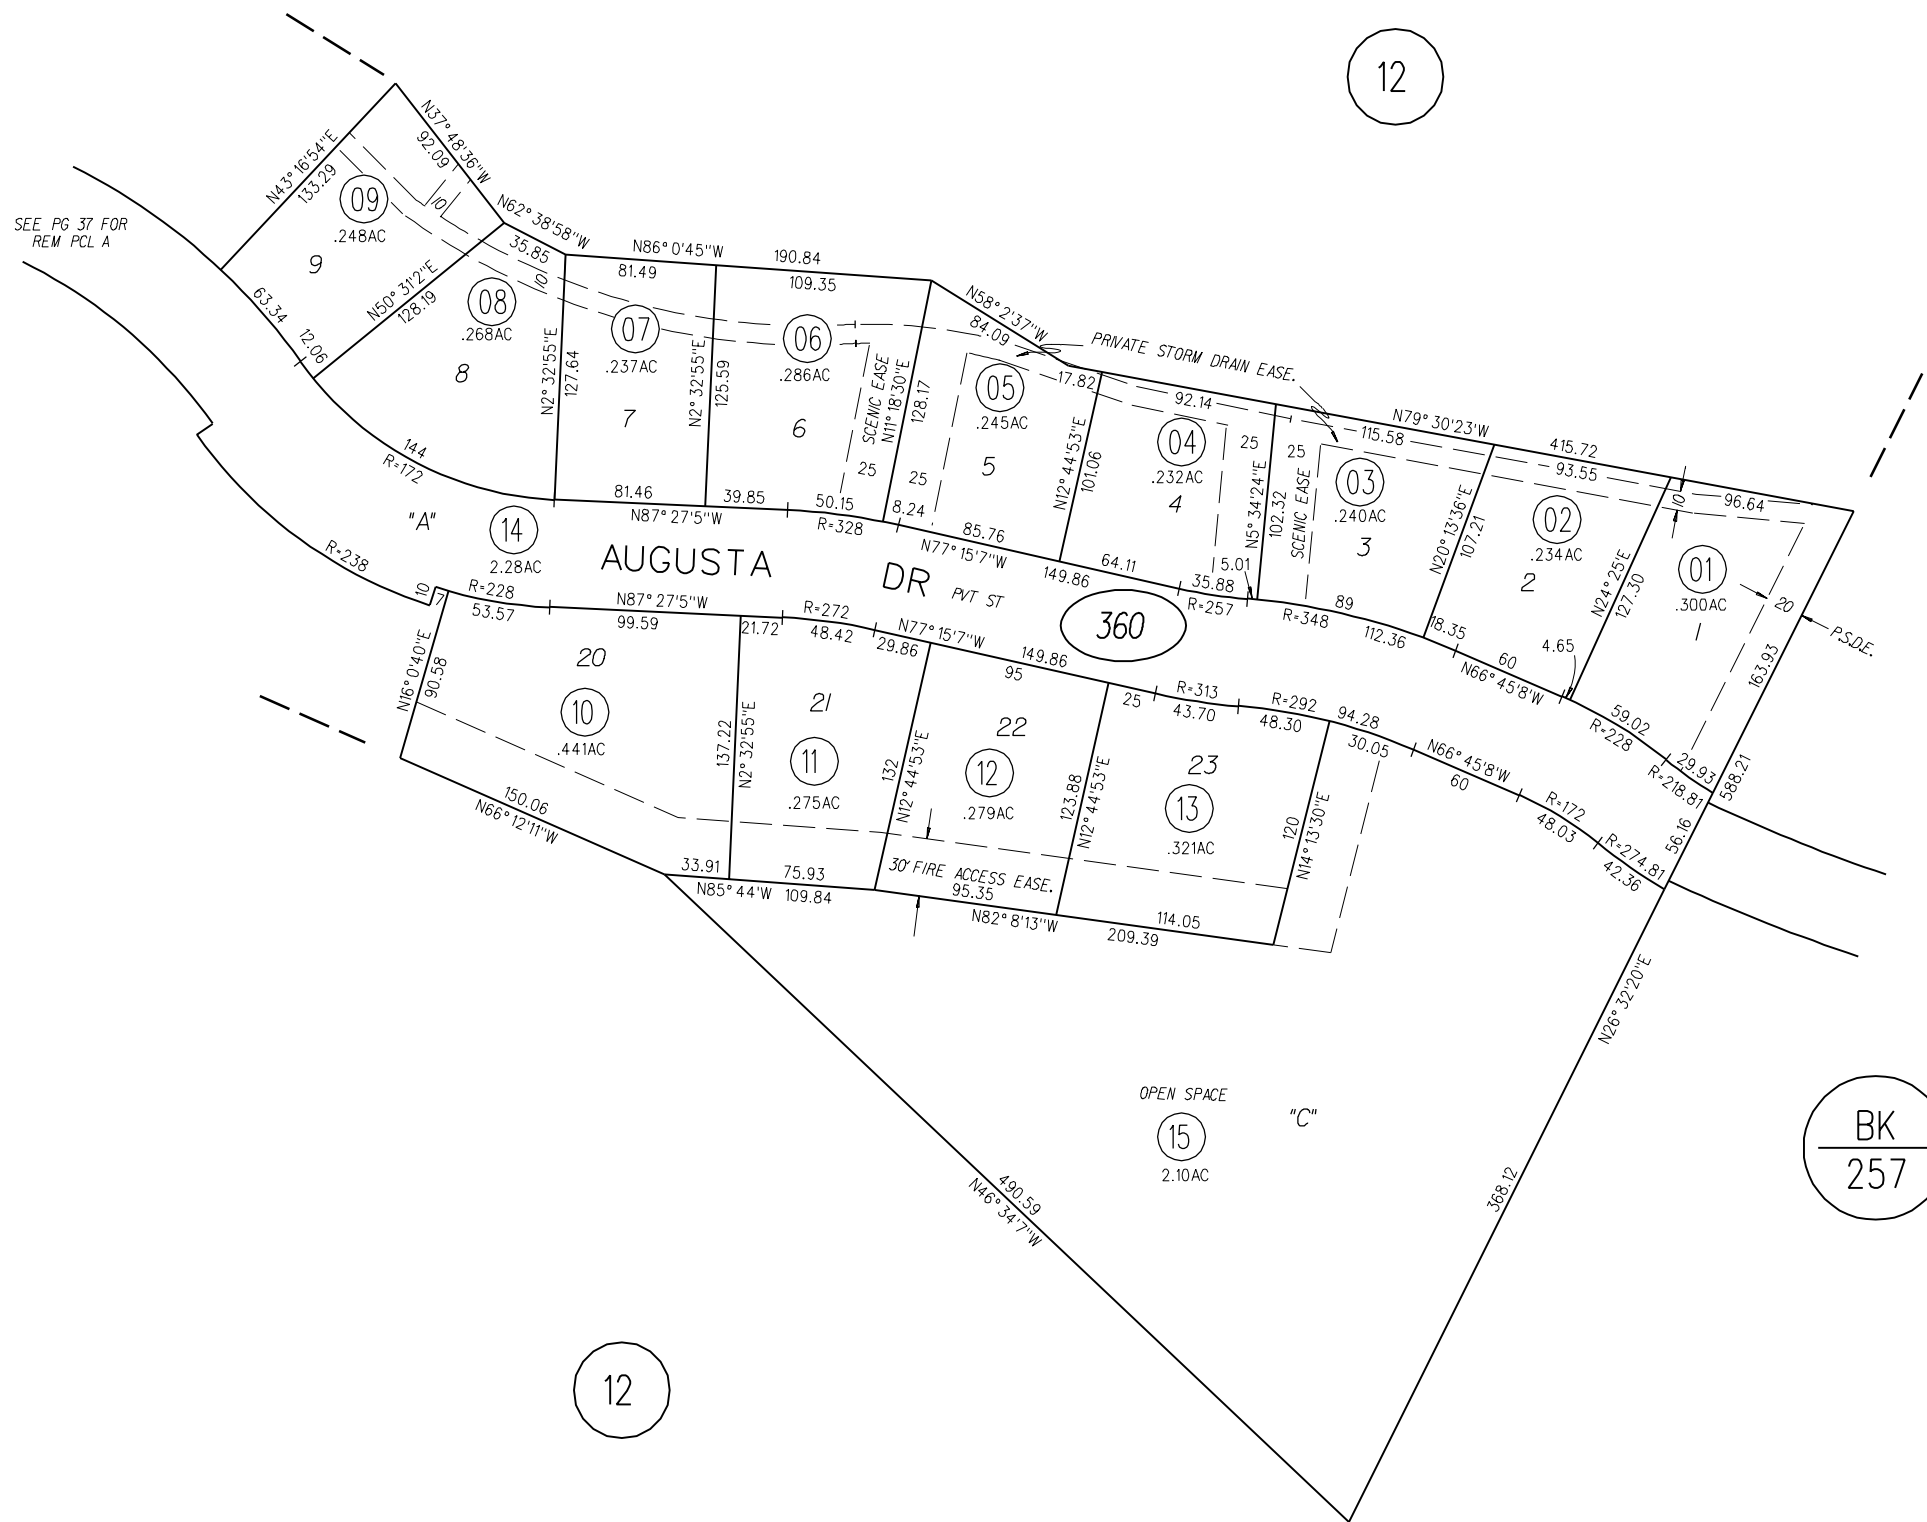 12
SEE PG 37 FOR
REM PCL A
N43°16'54"E
133.29
N37°48'36"W
92.09
10
09
.248AC
9
63.34
12.06
N62°38'58"W
35.85
10
N50°31'2"E
128.19
08
.268AC
8
144
R=172
N86°0'45"W
190.84
81.49
109.35
N2°32'55"E
127.64
07
.237AC
7
N2°32'55"E
125.59
06
.286AC
6
SCENIC EASE
25
N11°18'30"E
128.17
25
N58°2'37"W
84.09
PRIVATE STORM DRAIN EASE.
17.82
05
.245AC
5
N12°44'53"E
101.06
92.14
04
.232AC
4
25
N5°34'24"E
102.32
25
SCENIC EASE
N79°30'23"W
415.72
115.58
03
.240AC
3
N20°13'36"E
107.21
93.55
02
.234AC
2
N24°25'E
127.30
10
96.64
01
.300AC
1
20
P.S.D.E.
163.93
81.46
N87°27'5"W
39.85
50.15
R=328
8.24
85.76
N77°15'7"W
149.86
64.11
35.88
R=257
5.01
89
R=348
112.36
18.35
60
N66°45'8"W
4.65
59.02
R=228
29.93
R=218.81
588.21
"A"
14
2.28AC
AUGUSTA DR PVT ST
360
R=238
10
7
R=228
53.57
N87°27'5"W
99.59
21.72
R=272
48.42
29.86
N77°15'7"W
149.86
95
25
R=313
43.70
R=292
48.30
94.28
30.05
N66°45'8"W
60
R=172
48.03
R=274.81
42.36
56.16
N16°0'40"E
90.58
20
10
.441AC
137.22
N2°32'55"E
21
11
.275AC
132
N12°44'53"E
22
12
.279AC
123.88
N12°44'53"E
23
13
.321AC
120
N14°13'30"E
150.06
N66°12'11"W
33.91
75.93
N85°44'W
109.84
30' FIRE ACCESS EASE.
95.35
N82°8'13"W
114.05
209.39
N26°32'20"E
368.12
OPEN SPACE
"C"
15
2.10AC
490.59
N46°34'7"W
BK
257
12